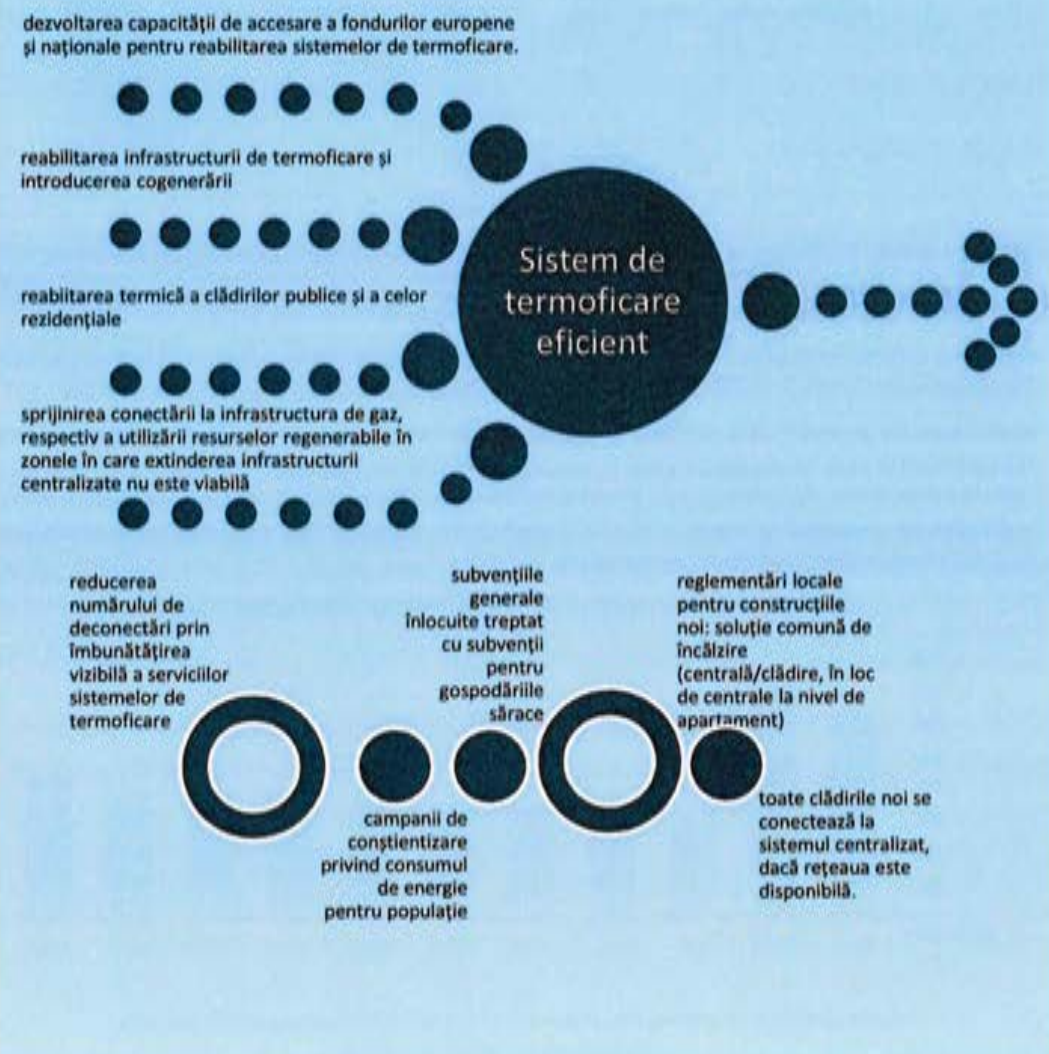 dezvoltarea capacității de accesare a fondurilor europene
și naționale pentru reabilitarea sistemelor de termoficare.
reabilitarea infrastructurii de termoficare și
introducerea cogenerării
reabiitarea termică a clădirilor publice și a celor
rezidențiale
sprijinirea conectării la infrastructura de gaz,
respectiv a utilizării resurselor regenerabile în
zonele în care extinderea infrastructurii
centralizate nu este viabilă
Sistem de
termoficare
eficient
reducerea
numărului de
deconectări prin
îmbunătățirea
vizibilă a serviciilor
sistemelor de
termoficare
campanii de
conștientizare
privind consumul
de energie
pentru populație
subvențiile
generale
înlocuite treptat
cu subvenții
pentru
gospodăriile
sărace
reglementări locale
pentru construcțiile
noi: soluție comună de
încălzire
(centrală/clădire, în loc
de centrale la nivel de
apartament)
toate clădirile noi se
conectează la
sistemul centralizat,
dacă rețeaua este
disponibilă.